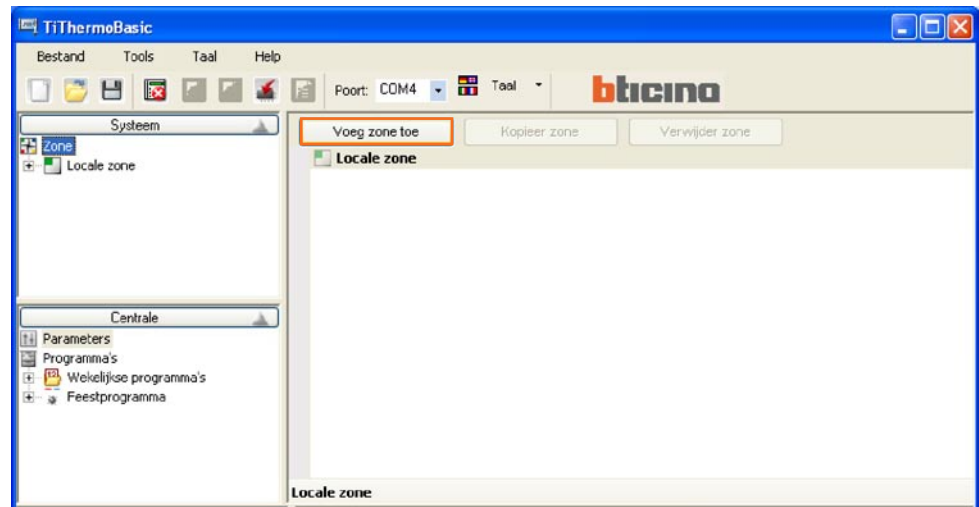 TiThermoBasic
Bestand Tools Taal Help
Poort: COM4 Taal bticino
Systeem
Zone
Locale zone
Centrale
Parameters
Programma's
Wekelijkse programma's
Feestprogramma
Voeg zone toe Kopieer zone Verwijder zone
Locale zone
Locale zone